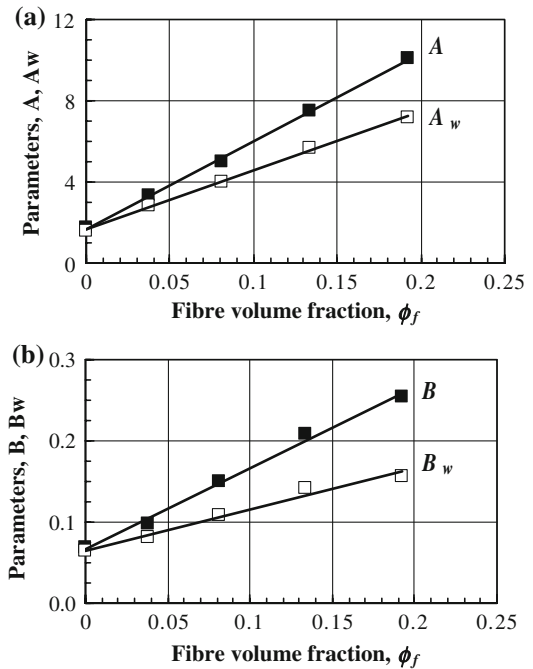 (a)
12
8
4
0
Parameters, A, Aw
A
A w
0 0.05 0.1 0.15 0.2 0.25
Fibre volume fraction, ϕf
(b)
0.3
0.2
0.1
0.0
Parameters, B, Bw
B
B w
0 0.05 0.1 0.15 0.2 0.25
Fibre volume fraction, ϕf